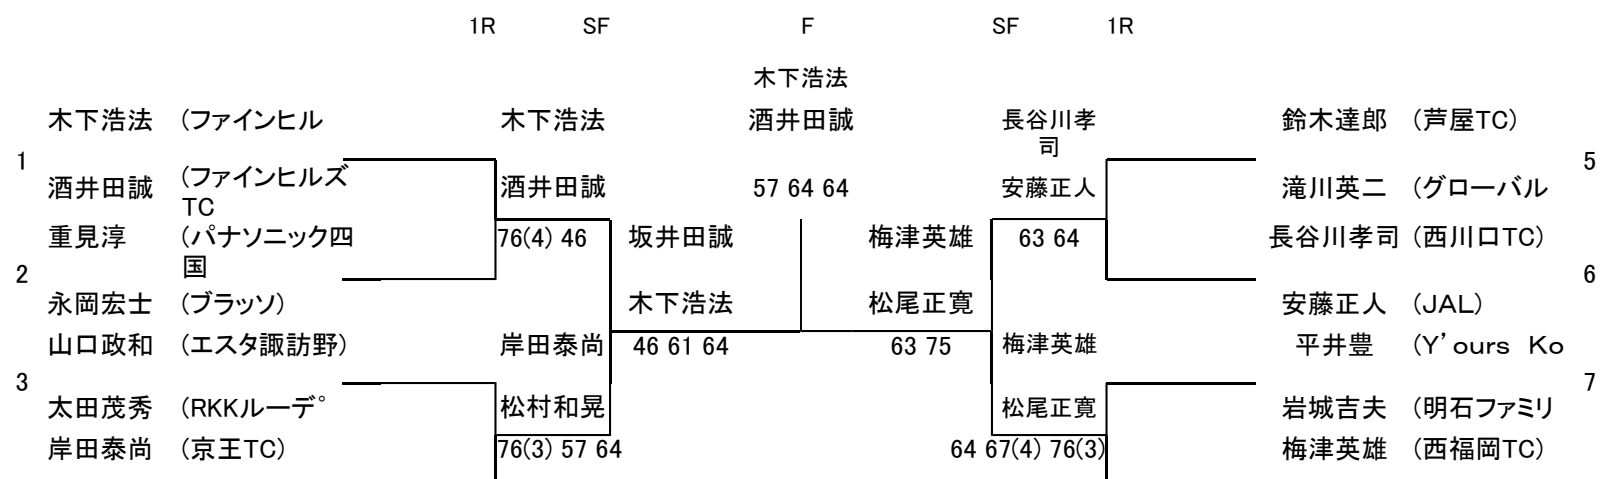 1R SF F SF 1R
木下浩法
木下浩法 (ファインヒル 木下浩法 酒井田誠 長谷川孝司 鈴木達郎 (芦屋TC)
1 5
酒井田誠 (ファインヒルズTC 酒井田誠 57 64 64 安藤正人 滝川英二 (グローバル
重見淳 (パナソニック四国 76(4) 46 坂井田誠 梅津英雄 63 64 長谷川孝司 (西川口TC)
2 6
永岡宏士 (ブラッソ) 木下浩法 松尾正寛 安藤正人 (JAL)
山口政和 (エスタ諏訪野) 岸田泰尚 46 61 64 63 75 梅津英雄 平井豊 (Y’ours Ko
3 7
太田茂秀 (RKKルーデ゜ 松村和晃 松尾正寛 岩城吉夫 (明石ファミリ
岸田泰尚 (京王TC) 76(3) 57 64 64 67(4) 76(3) 梅津英雄 (西福岡TC)